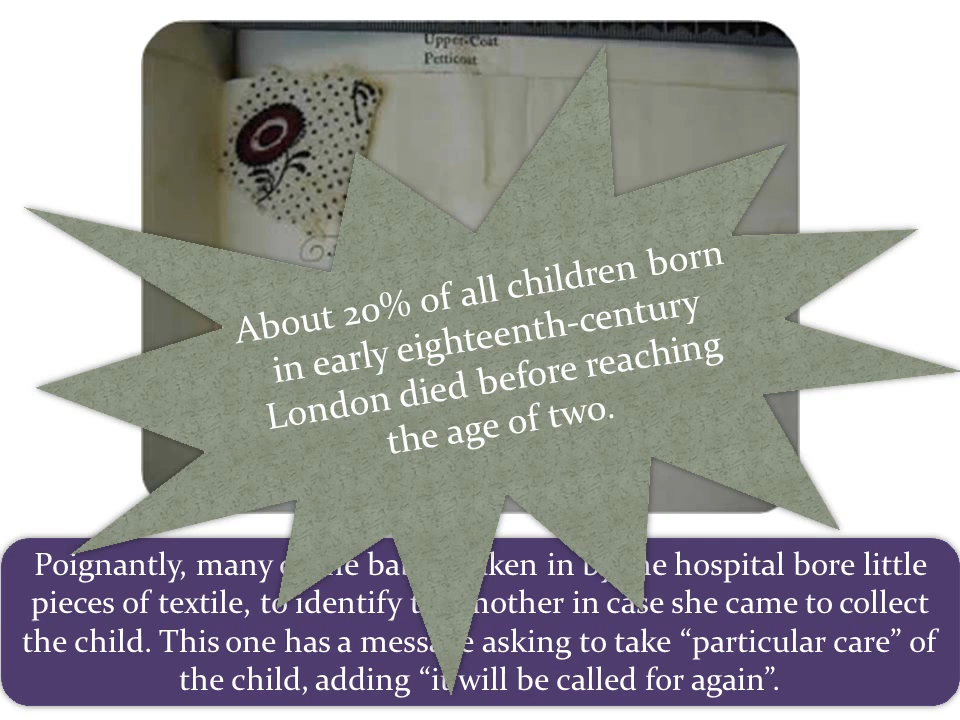 Upper-Coat
Petticoat
About 20% of all children born
in early eighteenth-century
London died before reaching
the age of two.
Poignantly, many the taken in by the hospital bore little
pieces of textile, to identify the mother in case she came to collect
the child. This one has a message asking to take “particular care” of
the child, adding “it will be called for again”.